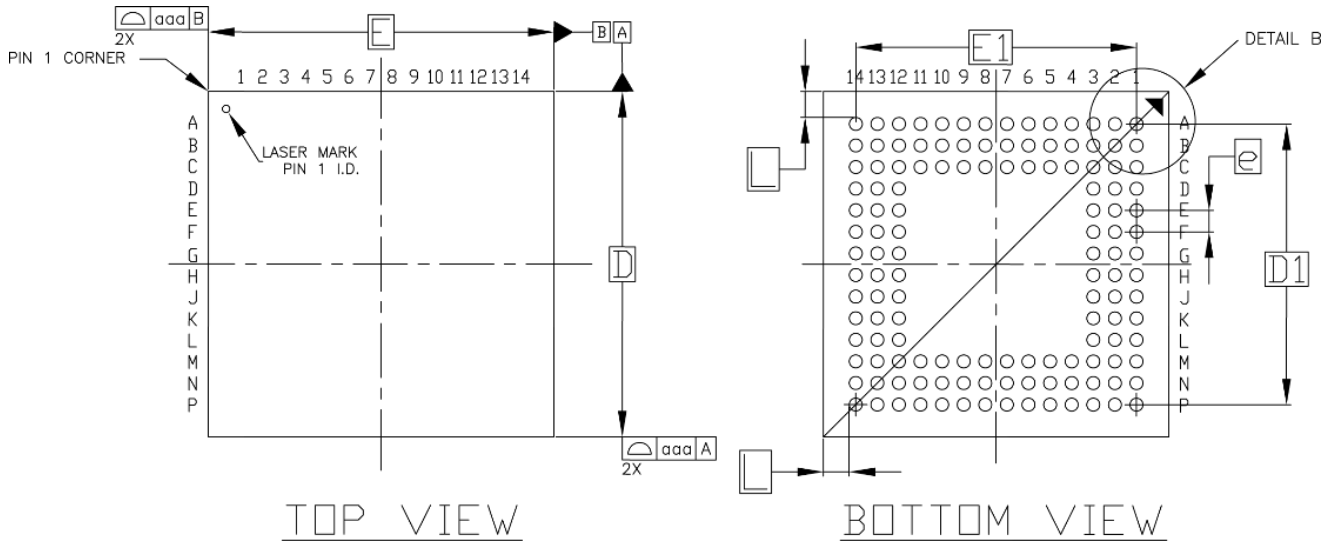 aaa B
2X
E
B A
PIN 1 CORNER
1 2 3 4 5 6 7 8 9 10 11 12 13 14
A
B
C
D
E
F
G
H
J
K
L
M
N
P
LASER MARK
PIN 1 I.D.
D
aaa A
2X
TOP VIEW
E1
DETAIL B
14 13 12 11 10 9 8 7 6 5 4 3 2 1
A
B
C
D
E
F
G
H
J
K
L
M
N
P
L
e
D1
L
BOTTOM VIEW